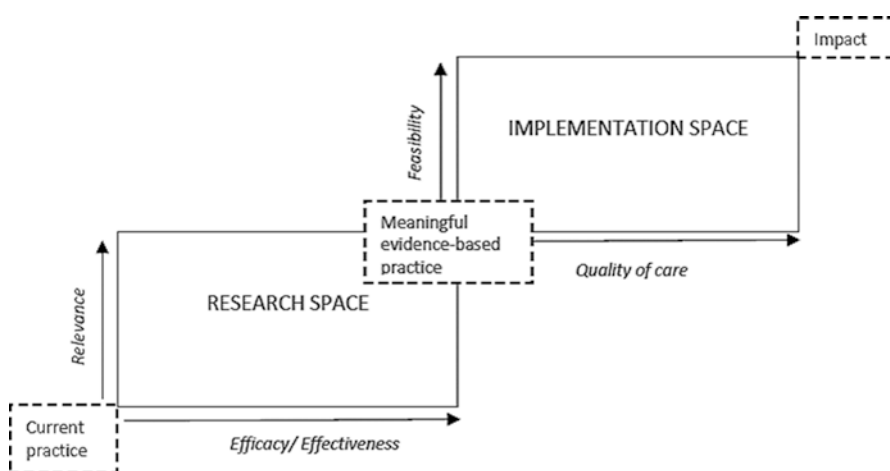 Impact
Feasibility
IMPLEMENTATION SPACE
Meaningful
evidence-based
practice
Quality of care
Relevance
RESEARCH SPACE
Current
practice
Efficacy/ Effectiveness